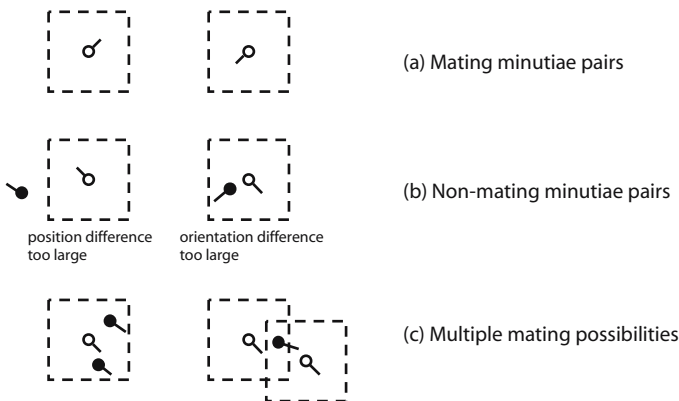 (a) Mating minutiae pairs
(b) Non-mating minutiae pairs
position difference
too large
orientation difference
too large
(c) Multiple mating possibilities